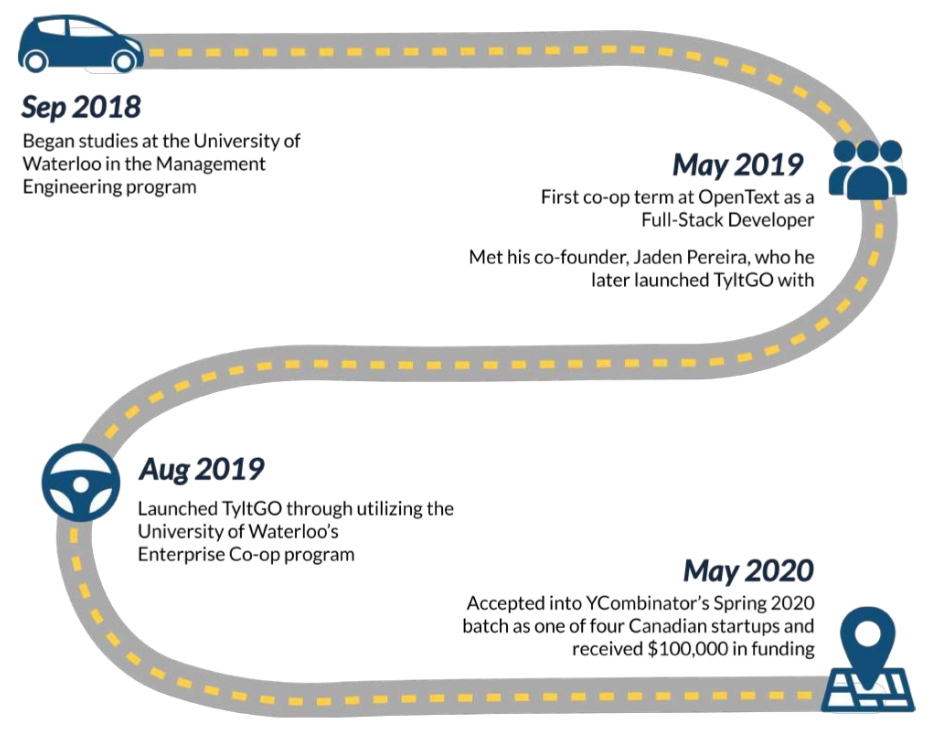 Sep 2018
Began studies at the University of
Waterloo in the Management
Engineering program
May 2019
First co-op term at OpenText as a
Full-Stack Developer
Met his co-founder, Jaden Pereira, who he
later launched TyltGO with
Aug 2019
Launched TyltGO through utilizing the
University of Waterloo's
Enterprise Co-op program
May 2020
Accepted into YCombinator's Spring 2020
batch as one of four Canadian startups and
received $100,000 in funding